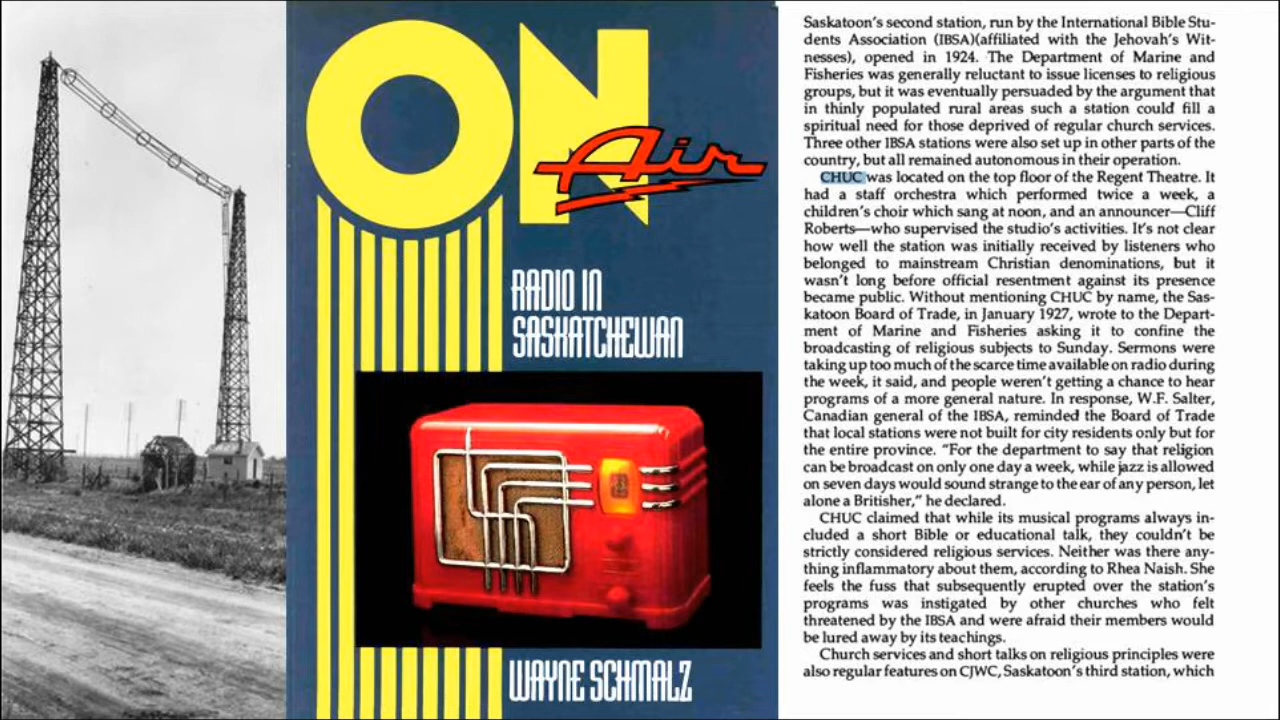 ON
Air
RADIO IN
SASKATCHEWAN
WAYNE SCHMALZ
Saskatoon's second station, run by the International Bible Stu-
dents Association (IBSA)(affiliated with the Jehovah's Wit-
nesses), opened in 1924. The Department of Marine and
Fisheries was generally reluctant to issue licenses to religious
groups, but it was eventually persuaded by the argument that
in thinly populated rural areas such a station could fill a
spiritual need for those deprived of regular church services.
Three other IBSA stations were also set up in other parts of the
country, but all remained autonomous in their operation.
CHUC was located on the top floor of the Regent Theatre. It
had a staff orchestra which performed twice a week, a
children's choir which sang at noon, and an announcer—Cliff
Roberts—who supervised the studio's activities. It's not clear
how well the station was initially received by listeners who
belonged to mainstream Christian denominations, but it
wasn't long before official resentment against its presence
became public. Without mentioning CHUC by name, the Sas-
katoon Board of Trade, in January 1927, wrote to the Depart-
ment of Marine and Fisheries asking it to confine the
broadcasting of religious subjects to Sunday. Sermons were
taking up too much of the scarce time available on radio during
the week, it said, and people weren't getting a chance to hear
programs of a more general nature. In response, W.F. Salter,
Canadian general of the IBSA, reminded the Board of Trade
that local stations were not built for city residents only but for
the entire province. "For the department to say that religion
can be broadcast on only one day a week, while jazz is allowed
on seven days would sound strange to the ear of any person, let
alone a Britisher," he declared.
CHUC claimed that while its musical programs always in-
cluded a short Bible or educational talk, they couldn't be
strictly considered religious services. Neither was there any-
thing inflammatory about them, according to Rhea Naish. She
feels the fuss that subsequently erupted over the station's
programs was instigated by other churches who felt
threatened by the IBSA and were afraid their members would
be lured away by its teachings.
Church services and short talks on religious principles were
also regular features on CJWC, Saskatoon's third station, which